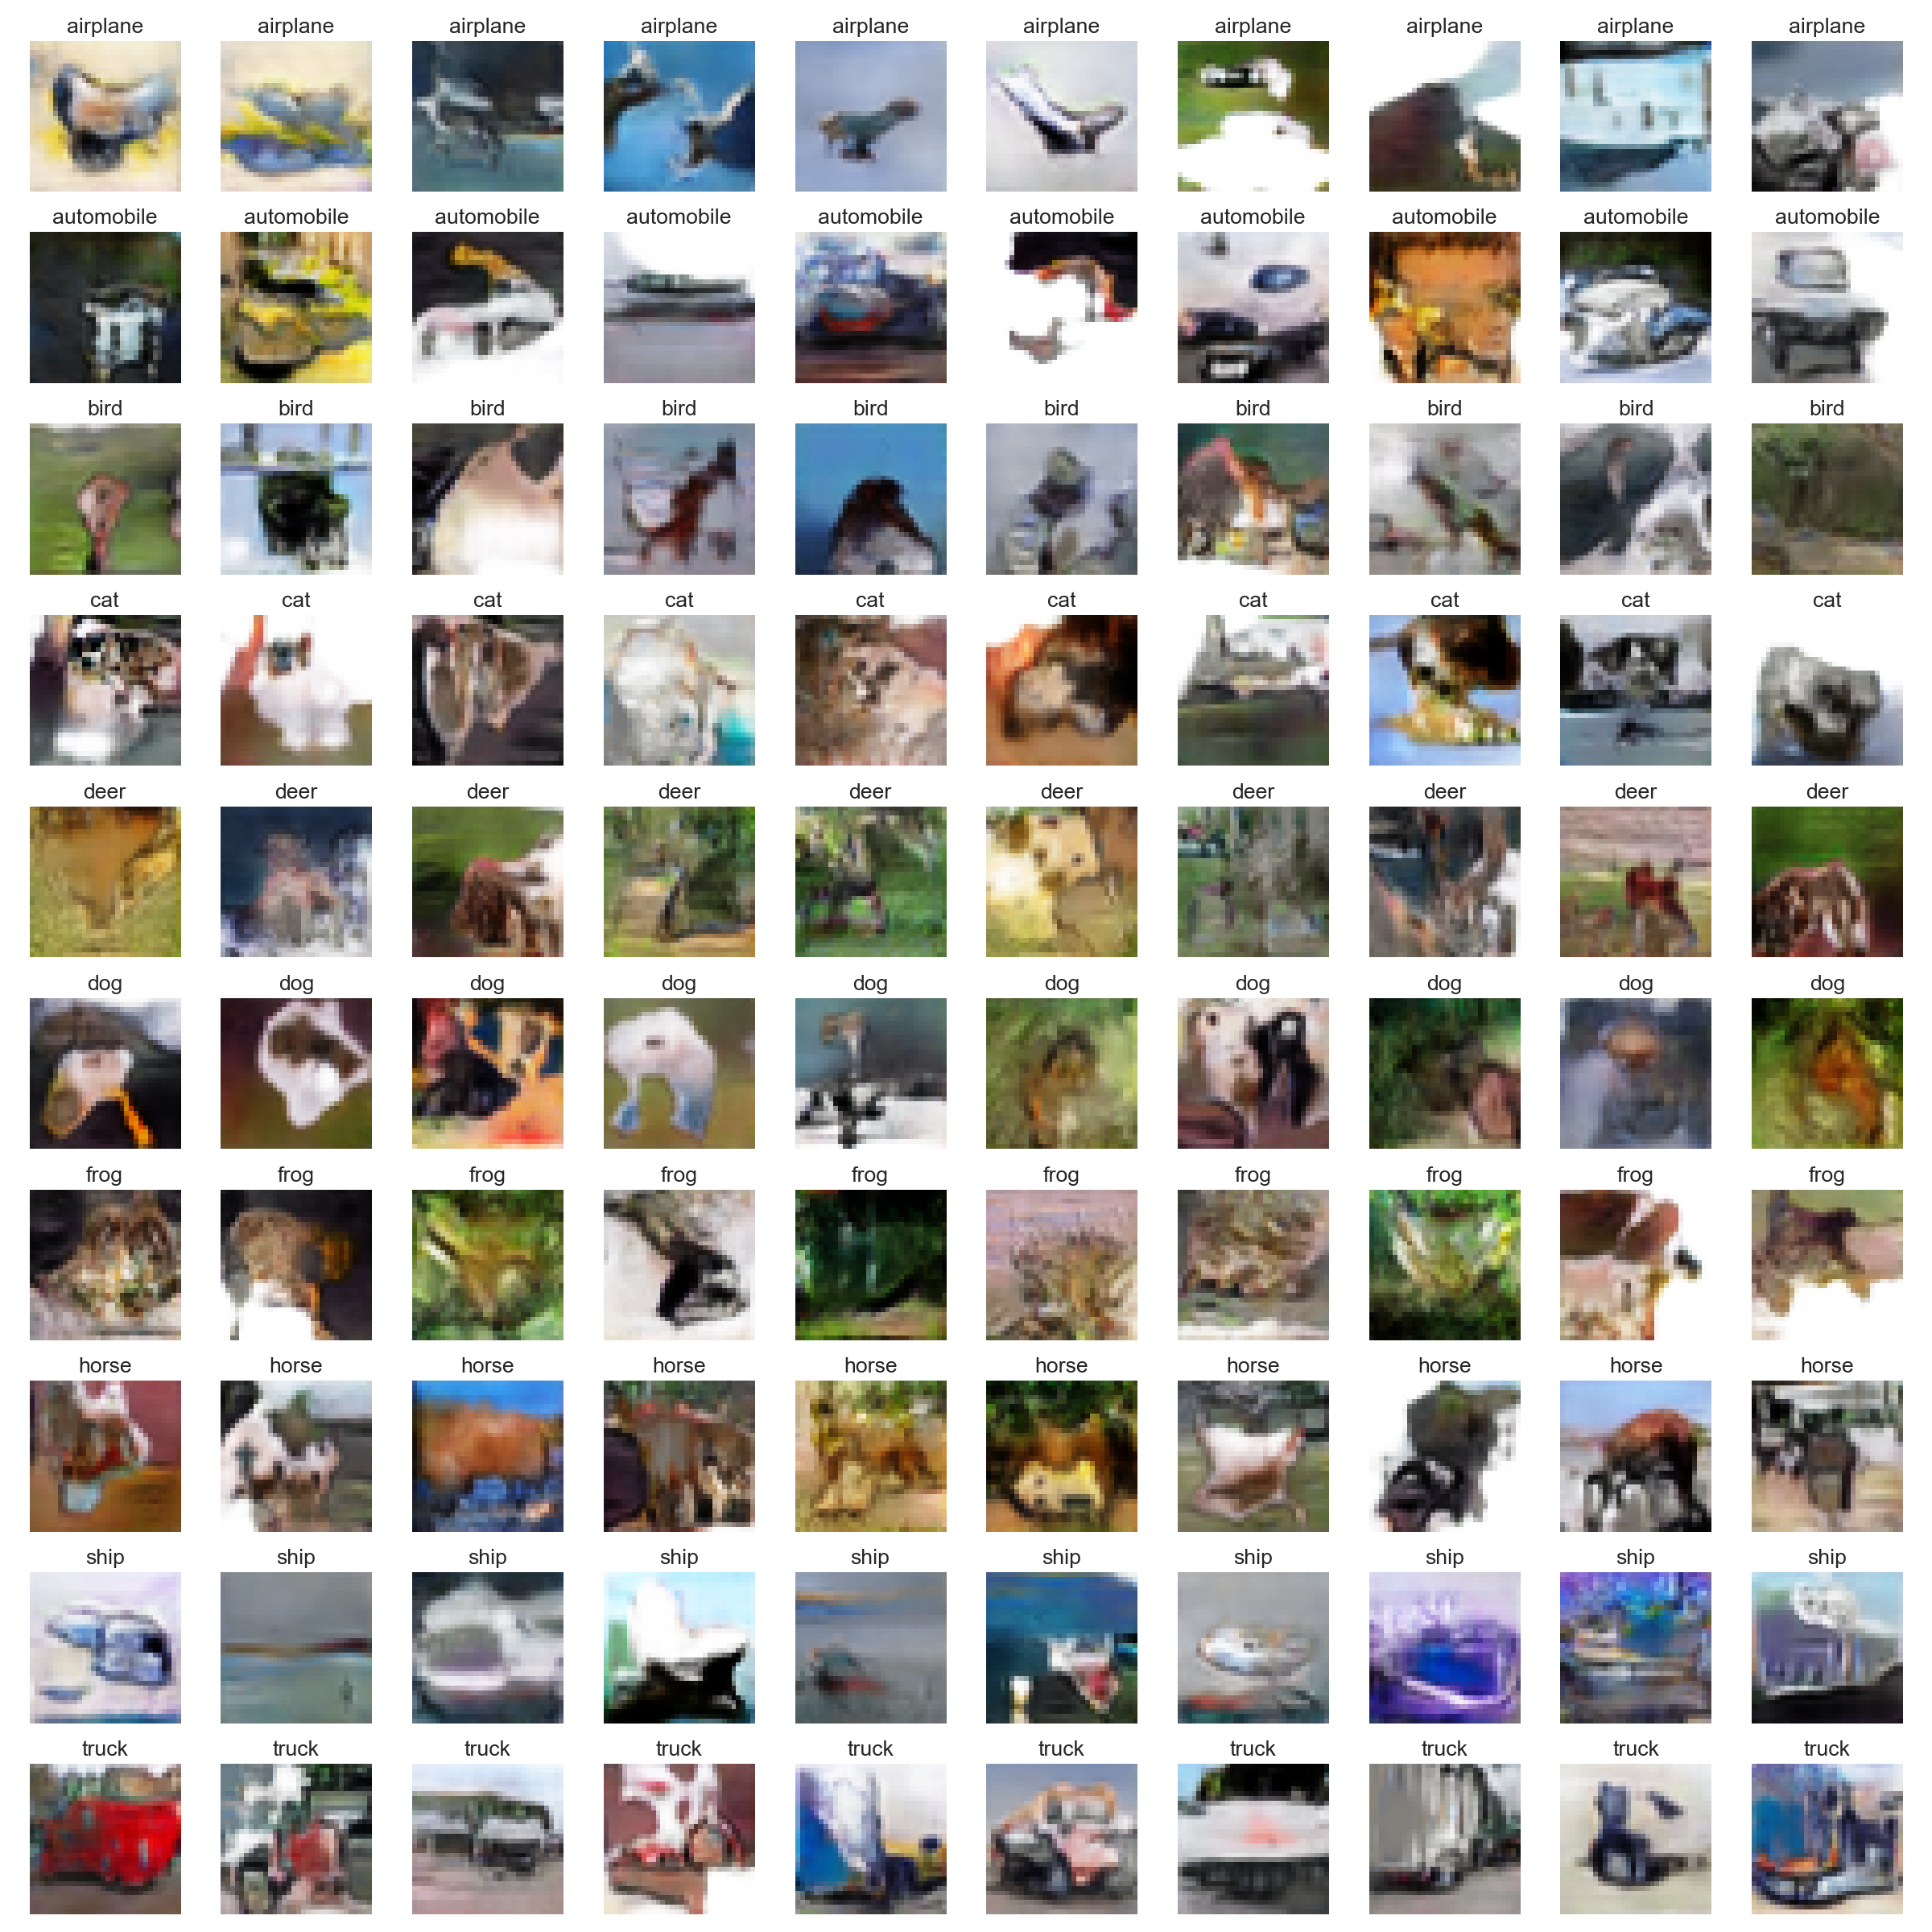 airplane airplane airplane airplane airplane airplane airplane airplane airplane airplane
automobile automobile automobile automobile automobile automobile automobile automobile automobile automobile
bird bird bird bird bird bird bird bird bird bird
cat cat cat cat cat cat cat cat cat cat
deer deer deer deer deer deer deer deer deer deer
dog dog dog dog dog dog dog dog dog dog
frog frog frog frog frog frog frog frog frog frog
horse horse horse horse horse horse horse horse horse horse
ship ship ship ship ship ship ship ship ship ship
truck truck truck truck truck truck truck truck truck truck